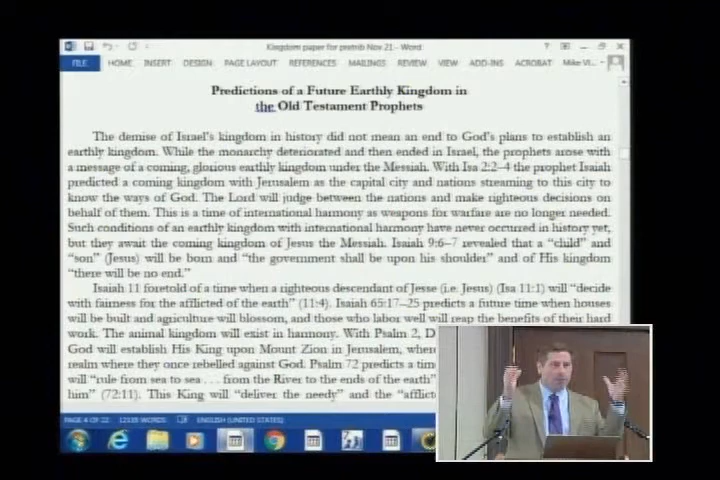 Kingdom paper for pretrib Nov 21 - Word
FILE HOME INSERT DESIGN PAGE LAYOUT REFERENCES MAILINGS REVIEW VIEW ADD-INS ACROBAT Mike
Predictions of a Future Earthly Kingdom in
the Old Testament Prophets
The demise of Israel's kingdom in history did not mean an end to God's plans to establish an
earthly kingdom. While the monarchy deteriorated and then ended in Israel, the prophets arose with
a message of a coming, glorious earthly kingdom under the Messiah. With Isa 2:2–4 the prophet Isaiah
predicted a coming kingdom with Jerusalem as the capital city and nations streaming to this city to
know the ways of God. The Lord will judge between the nations and make righteous decisions on
behalf of them. This is a time of international harmony as weapons for warfare are no longer needed.
Such conditions of an earthly kingdom with international harmony have never occurred in history yet,
but they await the coming kingdom of Jesus the Messiah. Isaiah 9:6–7 revealed that a “child” and
“son” (Jesus) will be born and “the government shall be upon his shoulder” and of His kingdom
“there will be no end.”
Isaiah 11 foretold of a time when a righteous descendant of Jesse (i.e. Jesus) (Isa 11:1) will “decide
with fairness for the afflicted of the earth” (11:4). Isaiah 65:17–25 predicts a future time when houses
will be built and agriculture will blossom, and those who labor well will reap the benefits of their hard
work. The animal kingdom will exist in harmony. With Psalm 2, D
God will establish His King upon Mount Zion in Jerusalem, wher
realm where they once rebelled against God. Psalm 72 predicts a time
will “rule from sea to sea . . . from the River to the ends of the earth”
him” (72:11). This King will “deliver the needy” and the “afflict
PAGE 4 OF 22 WORDS ENGLISH (UNITED STATES)